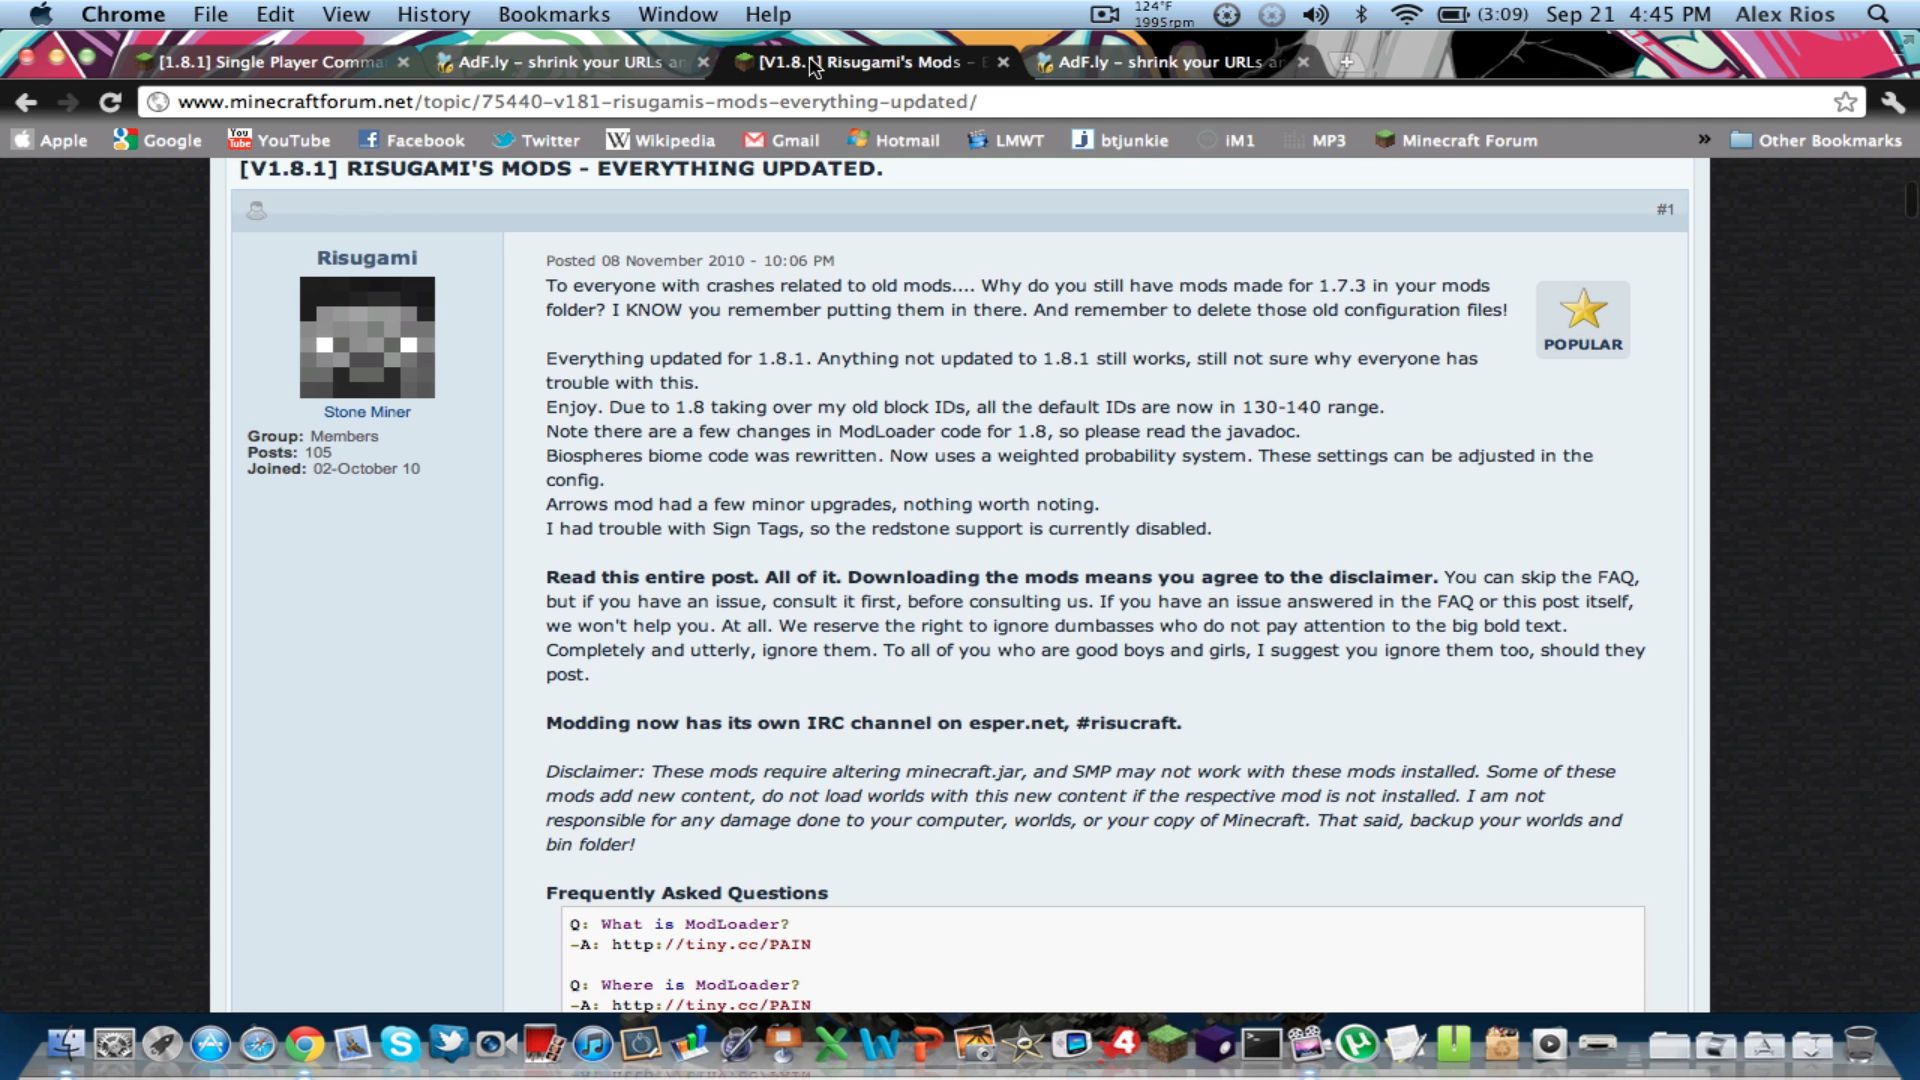 Chrome File Edit View History Bookmarks Window Help 124°F 1995rpm (3:09) Sep 21 4:45 PM Alex Rios
[1.8.1] Single Player Comma AdF.ly – shrink your URLs an [V1.8. ] Risugami's Mods – E AdF.ly – shrink your URLs an
www.minecraftforum.net/topic/75440-v181-risugamis-mods-everything-updated/
Apple Google YouTube Facebook Twitter Wikipedia Gmail Hotmail LMWT btjunkie iM1 MP3 Minecraft Forum » Other Bookmarks
[V1.8.1] RISUGAMI'S MODS - EVERYTHING UPDATED.
#1
Risugami
Stone Miner
Group: Members
Posts: 105
Joined: 02-October 10
Posted 08 November 2010 - 10:06 PM
To everyone with crashes related to old mods.... Why do you still have mods made for 1.7.3 in your mods
folder? I KNOW you remember putting them in there. And remember to delete those old configuration files!
POPULAR
Everything updated for 1.8.1. Anything not updated to 1.8.1 still works, still not sure why everyone has
trouble with this.
Enjoy. Due to 1.8 taking over my old block IDs, all the default IDs are now in 130-140 range.
Note there are a few changes in ModLoader code for 1.8, so please read the javadoc.
Biospheres biome code was rewritten. Now uses a weighted probability system. These settings can be adjusted in the
config.
Arrows mod had a few minor upgrades, nothing worth noting.
I had trouble with Sign Tags, so the redstone support is currently disabled.
Read this entire post. All of it. Downloading the mods means you agree to the disclaimer. You can skip the FAQ,
but if you have an issue, consult it first, before consulting us. If you have an issue answered in the FAQ or this post itself,
we won't help you. At all. We reserve the right to ignore dumbasses who do not pay attention to the big bold text.
Completely and utterly, ignore them. To all of you who are good boys and girls, I suggest you ignore them too, should they
post.
Modding now has its own IRC channel on esper.net, #risucraft.
Disclaimer: These mods require altering minecraft.jar, and SMP may not work with these mods installed. Some of these
mods add new content, do not load worlds with this new content if the respective mod is not installed. I am not
responsible for any damage done to your computer, worlds, or your copy of Minecraft. That said, backup your worlds and
bin folder!
Frequently Asked Questions
Q: What is ModLoader?
-A: http://tiny.cc/PAIN
Q: Where is ModLoader?
-A: http://tiny.cc/PAIN